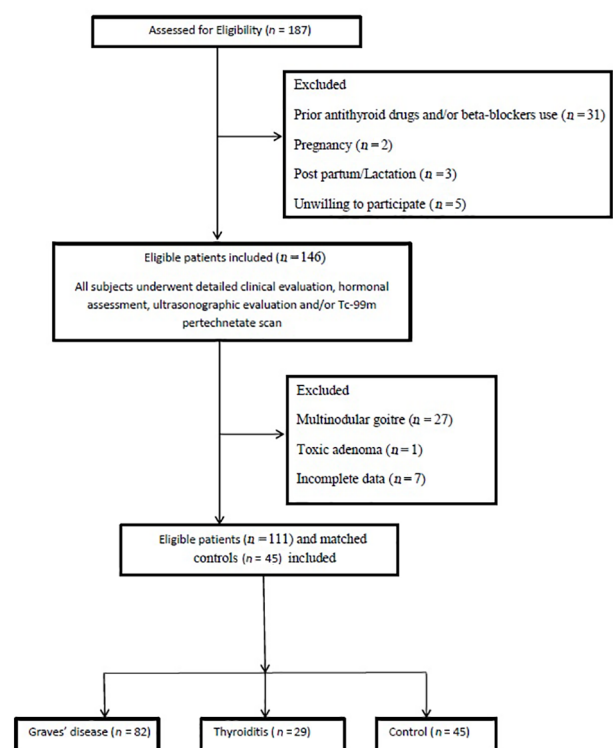 Assessed for Eligibility (n = 187)
Excluded
Prior antithyroid drugs and/or beta-blockers use (n = 31)
Pregnancy (n = 2)
Post partum/Lactation (n = 3)
Unwilling to participate (n = 5)
Eligible patients included (n = 146)
All subjects underwent detailed clinical evaluation, hormonal
assessment, ultrasonographic evaluation and/or Tc-99m
pertechnetate scan
Excluded
Multinodular goitre (n = 27)
Toxic adenoma (n = 1)
Incomplete data (n = 7)
Eligible patients (n = 111) and matched
controls (n = 45) included
Graves' disease (n = 82)
Thyroiditis (n = 29)
Control (n = 45)